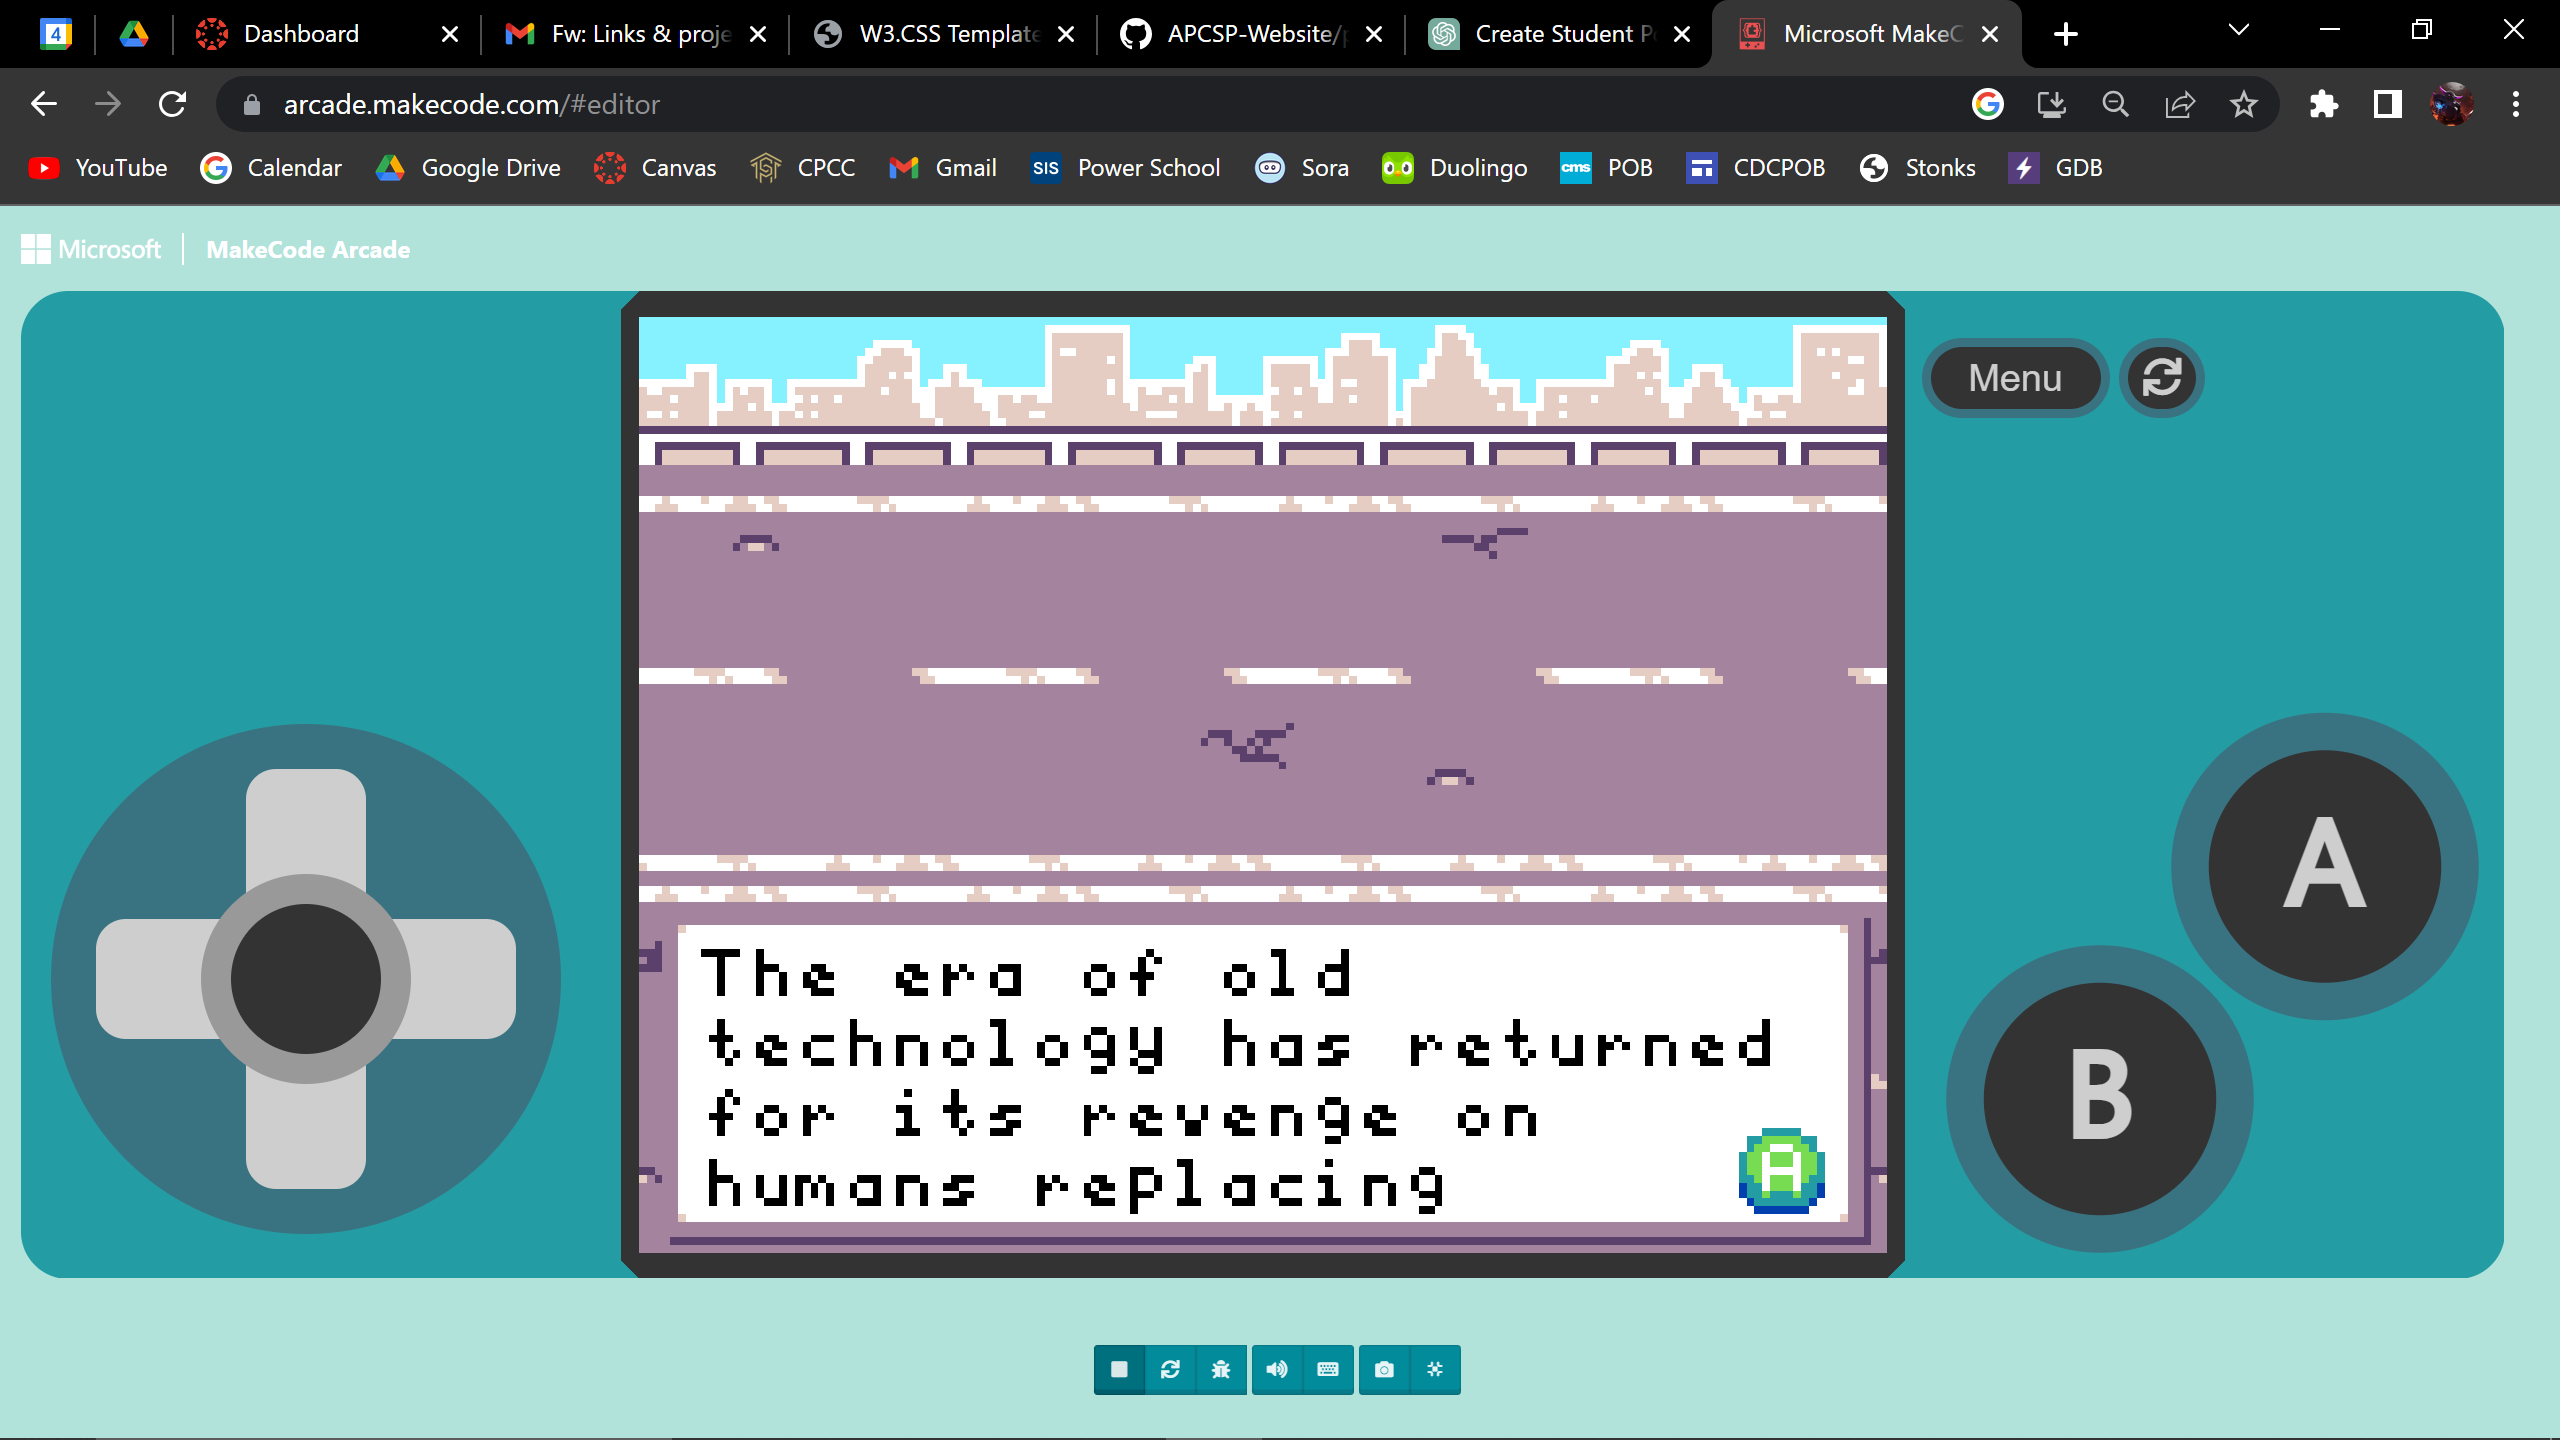 4
Dashboard
Fw: Links & proje
W3.CSS Template
APCSP-Website/p
Create Student P
Microsoft MakeC
arcade.makecode.com/#editor
YouTube
Calendar
Google Drive
Canvas
CPCC
Gmail
SIS Power School
Sora
Duolingo
cms POB
CDCPOB
Stonks
GDB
Microsoft MakeCode Arcade
Menu
The era of old
technology has returned
for its revenge on
humans replacing
A
A
B